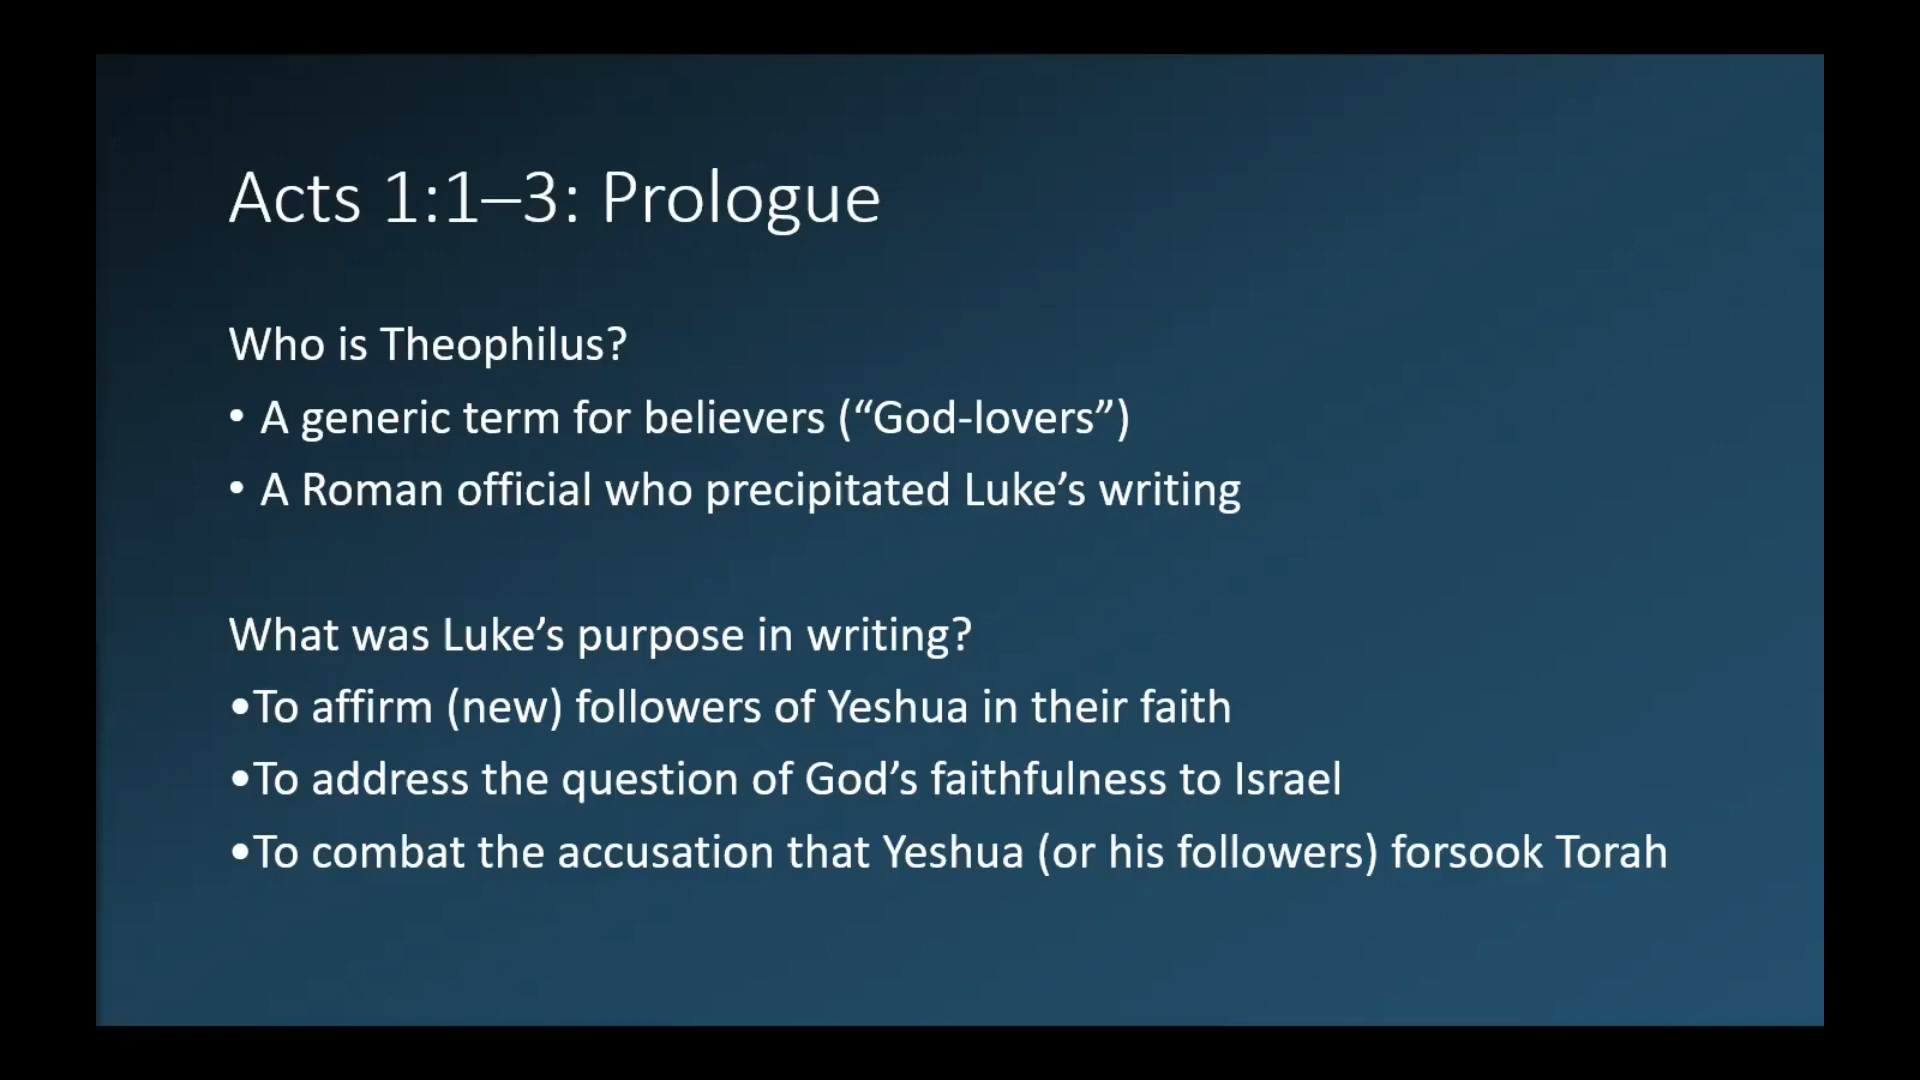 Acts 1:1–3: Prologue
Who is Theophilus?
• A generic term for believers (“God-lovers”)
• A Roman official who precipitated Luke’s writing
What was Luke’s purpose in writing?
•To affirm (new) followers of Yeshua in their faith
•To address the question of God’s faithfulness to Israel
•To combat the accusation that Yeshua (or his followers) forsook Torah